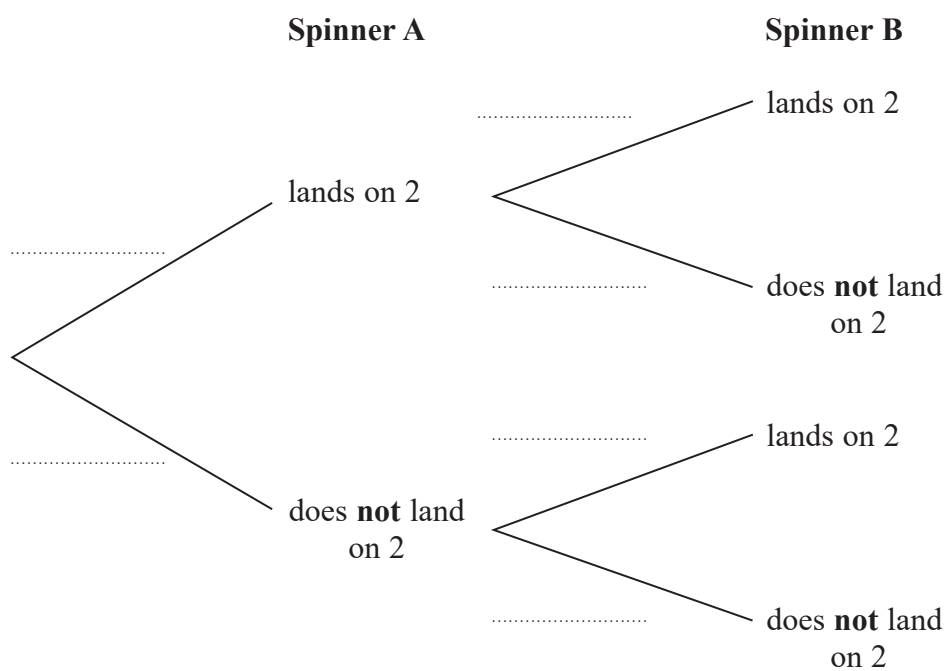 Spinner A
Spinner B
lands on 2
lands on 2
does not land
on 2
lands on 2
does not land
on 2
does not land
on 2